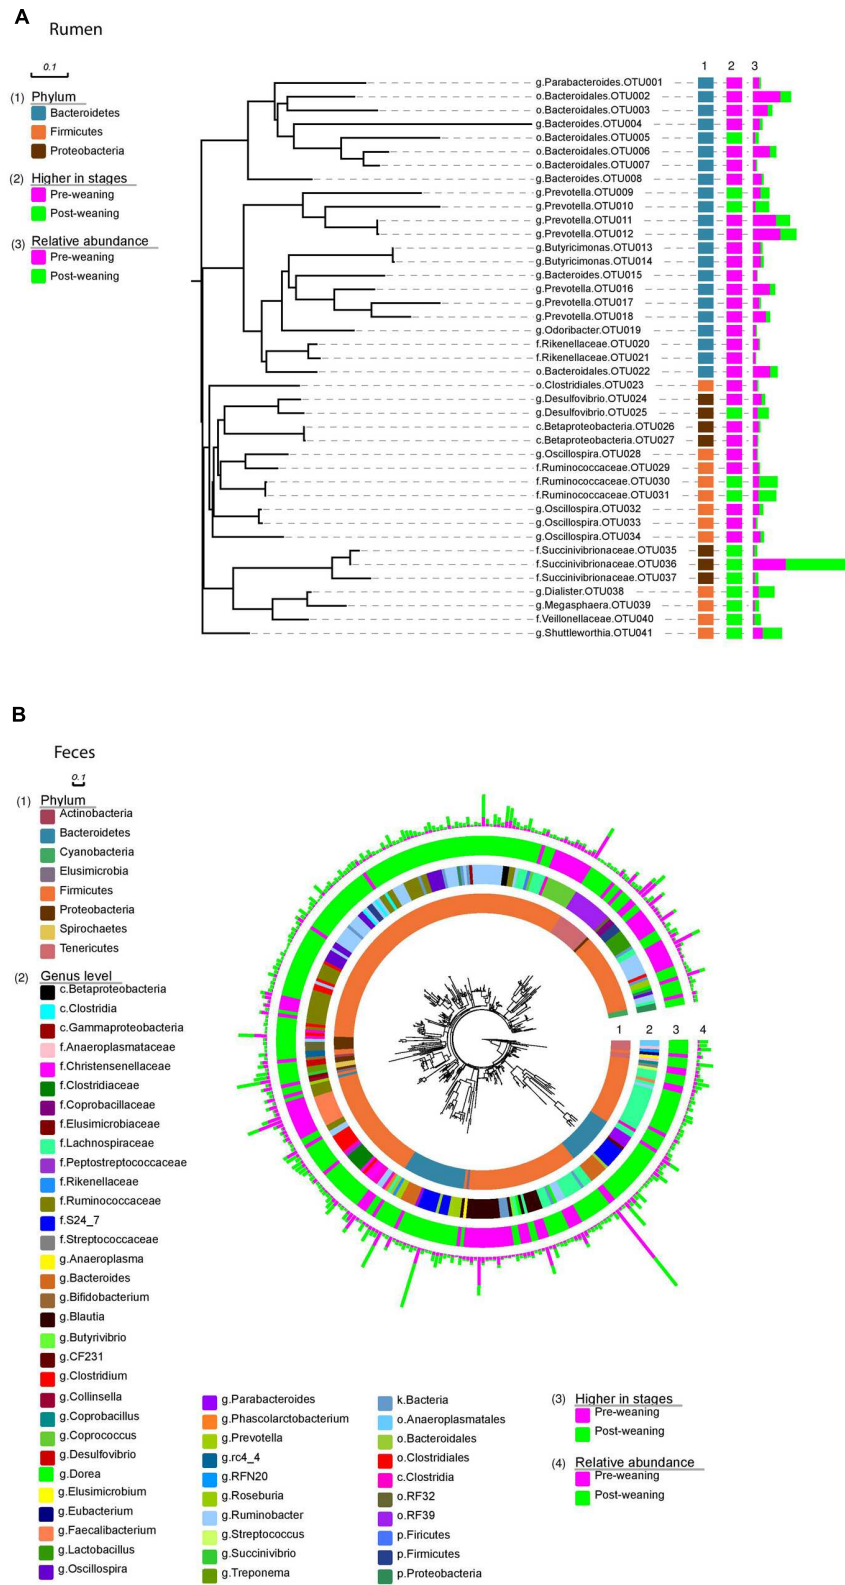 A
Rumen
0.1
(1) Phylum
Bacteroidetes
Firmicutes
Proteobacteria
(2) Higher in stages
Pre-weaning
Post-weaning
(3) Relative abundance
Pre-weaning
Post-weaning
1 2 3
g.Parabacteroides.OTU001
o.Bacteroidales.OTU002
o.Bacteroidales.OTU003
g.Bacteroides.OTU004
o.Bacteroidales.OTU005
o.Bacteroidales.OTU006
o.Bacteroidales.OTU007
g.Bacteroides.OTU008
g.Prevotella.OTU009
g.Prevotella.OTU010
g.Prevotella.OTU011
g.Prevotella.OTU012
g.Butyricimonas.OTU013
g.Butyricimonas.OTU014
g.Bacteroides.OTU015
g.Prevotella.OTU016
g.Prevotella.OTU017
g.Prevotella.OTU018
g.Odoribacter.OTU019
f.Rikenellaceae.OTU020
f.Rikenellaceae.OTU021
o.Bacteroidales.OTU022
o.Clostridiales.OTU023
g.Desulfovibrio.OTU024
g.Desulfovibrio.OTU025
c.Betaproteobacteria.OTU026
c.Betaproteobacteria.OTU027
g.Oscillospira.OTU028
f.Ruminococcaceae.OTU029
f.Ruminococcaceae.OTU030
f.Ruminococcaceae.OTU031
g.Oscillospira.OTU032
g.Oscillospira.OTU033
g.Oscillospira.OTU034
f.Succinivibrionaceae.OTU035
f.Succinivibrionaceae.OTU036
f.Succinivibrionaceae.OTU037
g.Dialister.OTU038
g.Megasphaera.OTU039
f.Veillonellaceae.OTU040
g.Shuttleworthia.OTU041
B
Feces
0.1
(1) Phylum
Actinobacteria
Bacteroidetes
Cyanobacteria
Elusimicrobia
Firmicutes
Proteobacteria
Spirochaetes
Tenericutes
(2) Genus level
c.Betaproteobacteria
c.Clostridia
c.Gammaproteobacteria
f.Anaeroplasmataceae
f.Christensenellaceae
f.Clostridiaceae
f.Coprobacillaceae
f.Elusimicrobiaceae
f.Lachnospiraceae
f.Peptostreptococcaceae
f.Rikenellaceae
f.Ruminococcaceae
f.S24_7
f.Streptococcaceae
g.Anaeroplasma
g.Bacteroides
g.Bifidobacterium
g.Blautia
g.Butyrivibrio
g.CF231
g.Clostridium
g.Collinsella
g.Coprobacillus
g.Coprococcus
g.Desulfovibrio
g.Dorea
g.Elusimicrobium
g.Eubacterium
g.Faecalibacterium
g.Lactobacillus
g.Oscillospira
1 2 3 4
g.Parabacteroides
g.Phascolarctobacterium
g.Prevotella
g.rc4_4
g.RFN20
g.Roseburia
g.Ruminobacter
g.Streptococcus
g.Succinivibrio
g.Treponema
k.Bacteria
o.Anaeroplasmatales
o.Bacteroidales
o.Clostridiales
c.Clostridia
o.RF32
o.RF39
p.Firicutes
p.Firmicutes
p.Proteobacteria
(3) Higher in stages
Pre-weaning
Post-weaning
(4) Relative abundance
Pre-weaning
Post-weaning